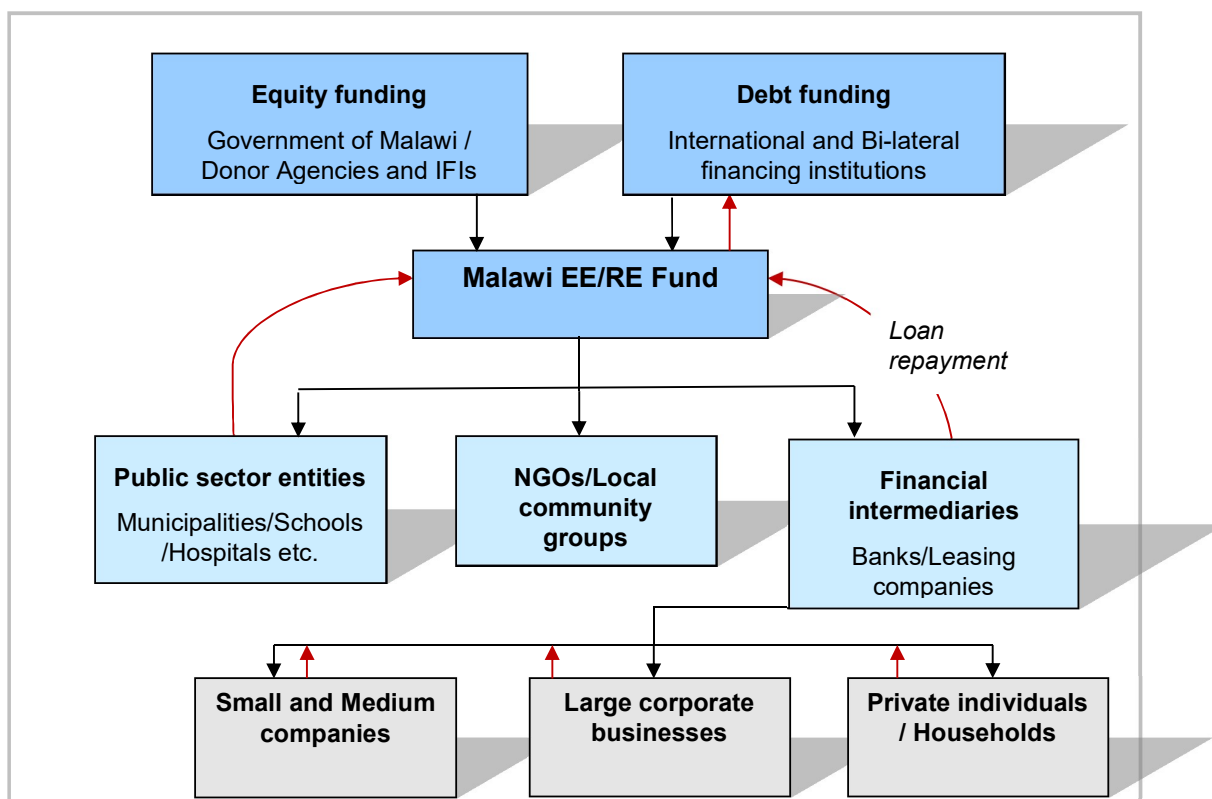 Equity funding
Government of Malawi /
Donor Agencies and IFIs
Debt funding
International and Bi-lateral
financing institutions
Malawi EE/RE Fund
Loan
repayment
Public sector entities
Municipalities/Schools
/Hospitals etc.
NGOs/Local
community
groups
Financial
intermediaries
Banks/Leasing
companies
Small and Medium
companies
Large corporate
businesses
Private individuals
/ Households